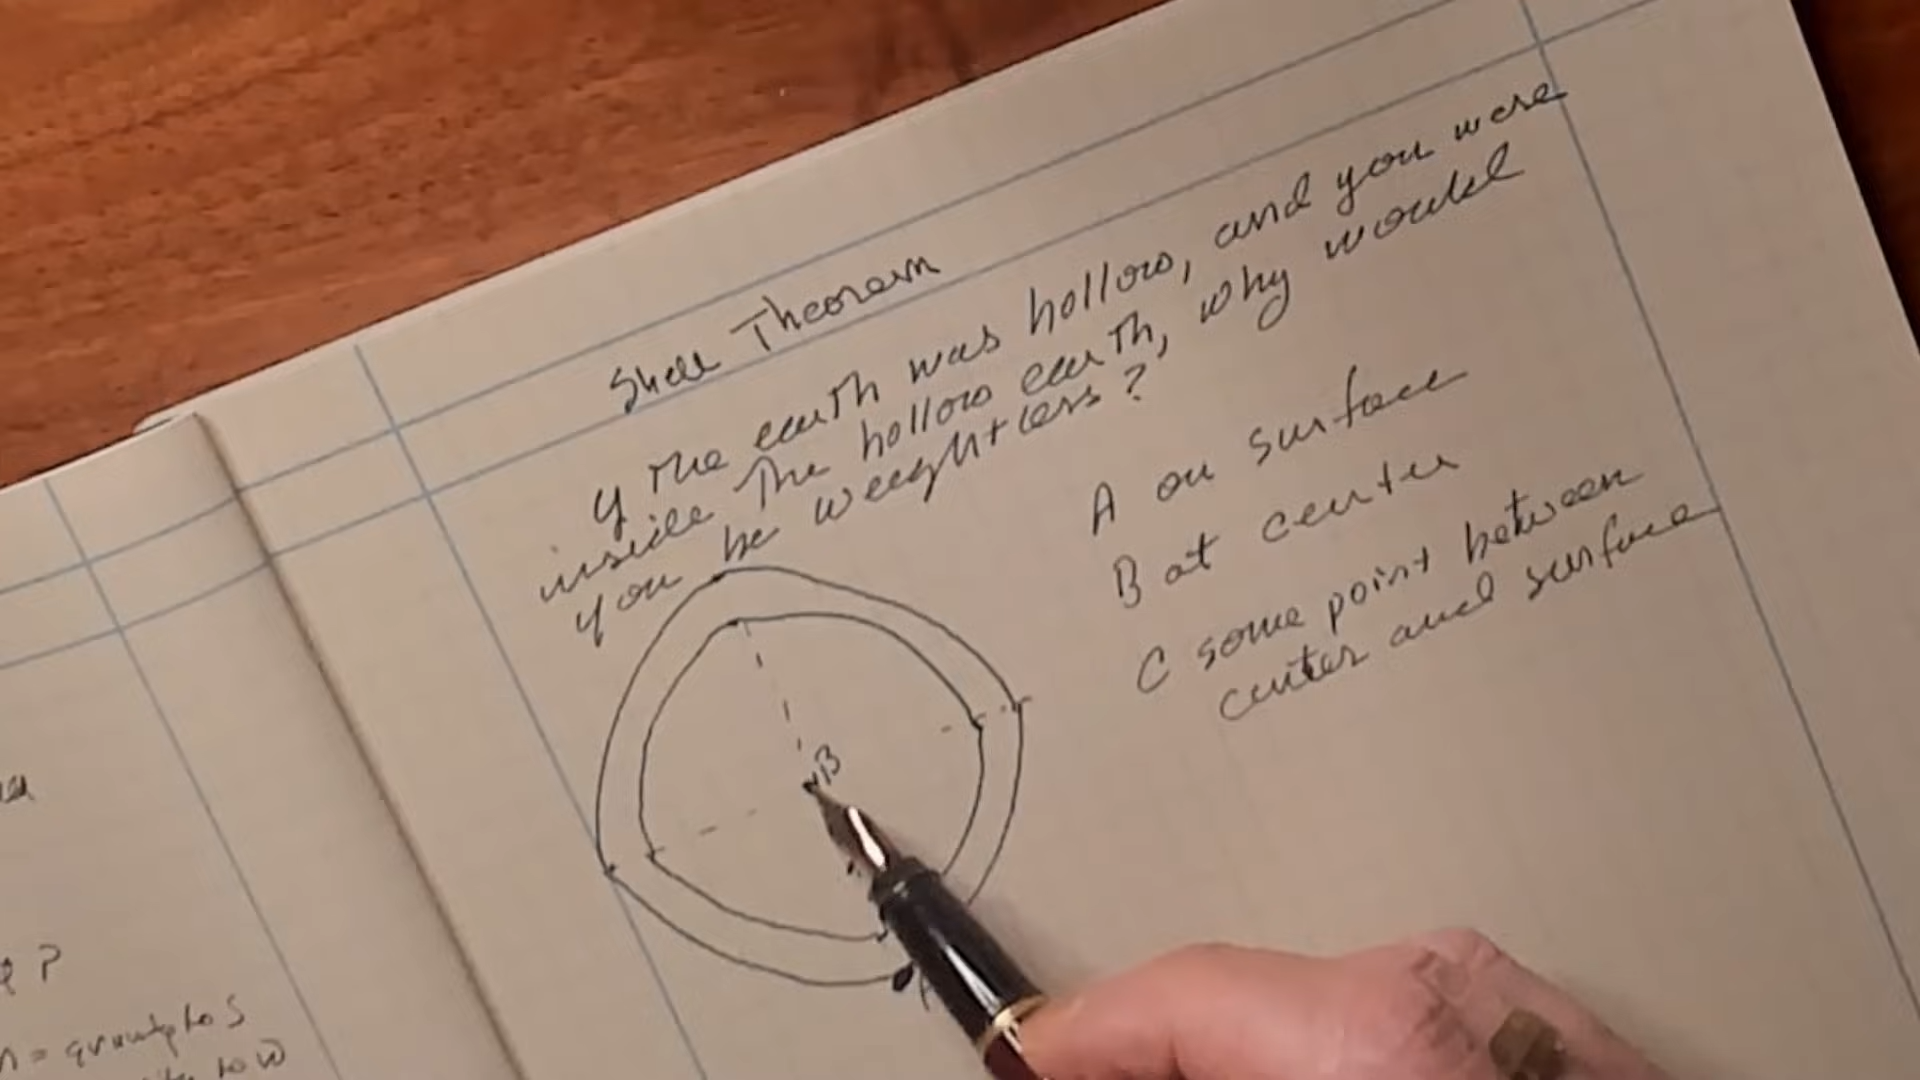 Shell Theorem
If the earth was hollow, and you were
inside the hollow earth, why would
you be weightless?
A on surface
B at center
C some point between
center and surface
B
A
P